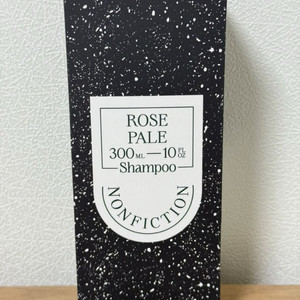 ROSE
PALE
300 ML — 10 FL OZ
Shampoo
NONFICTION